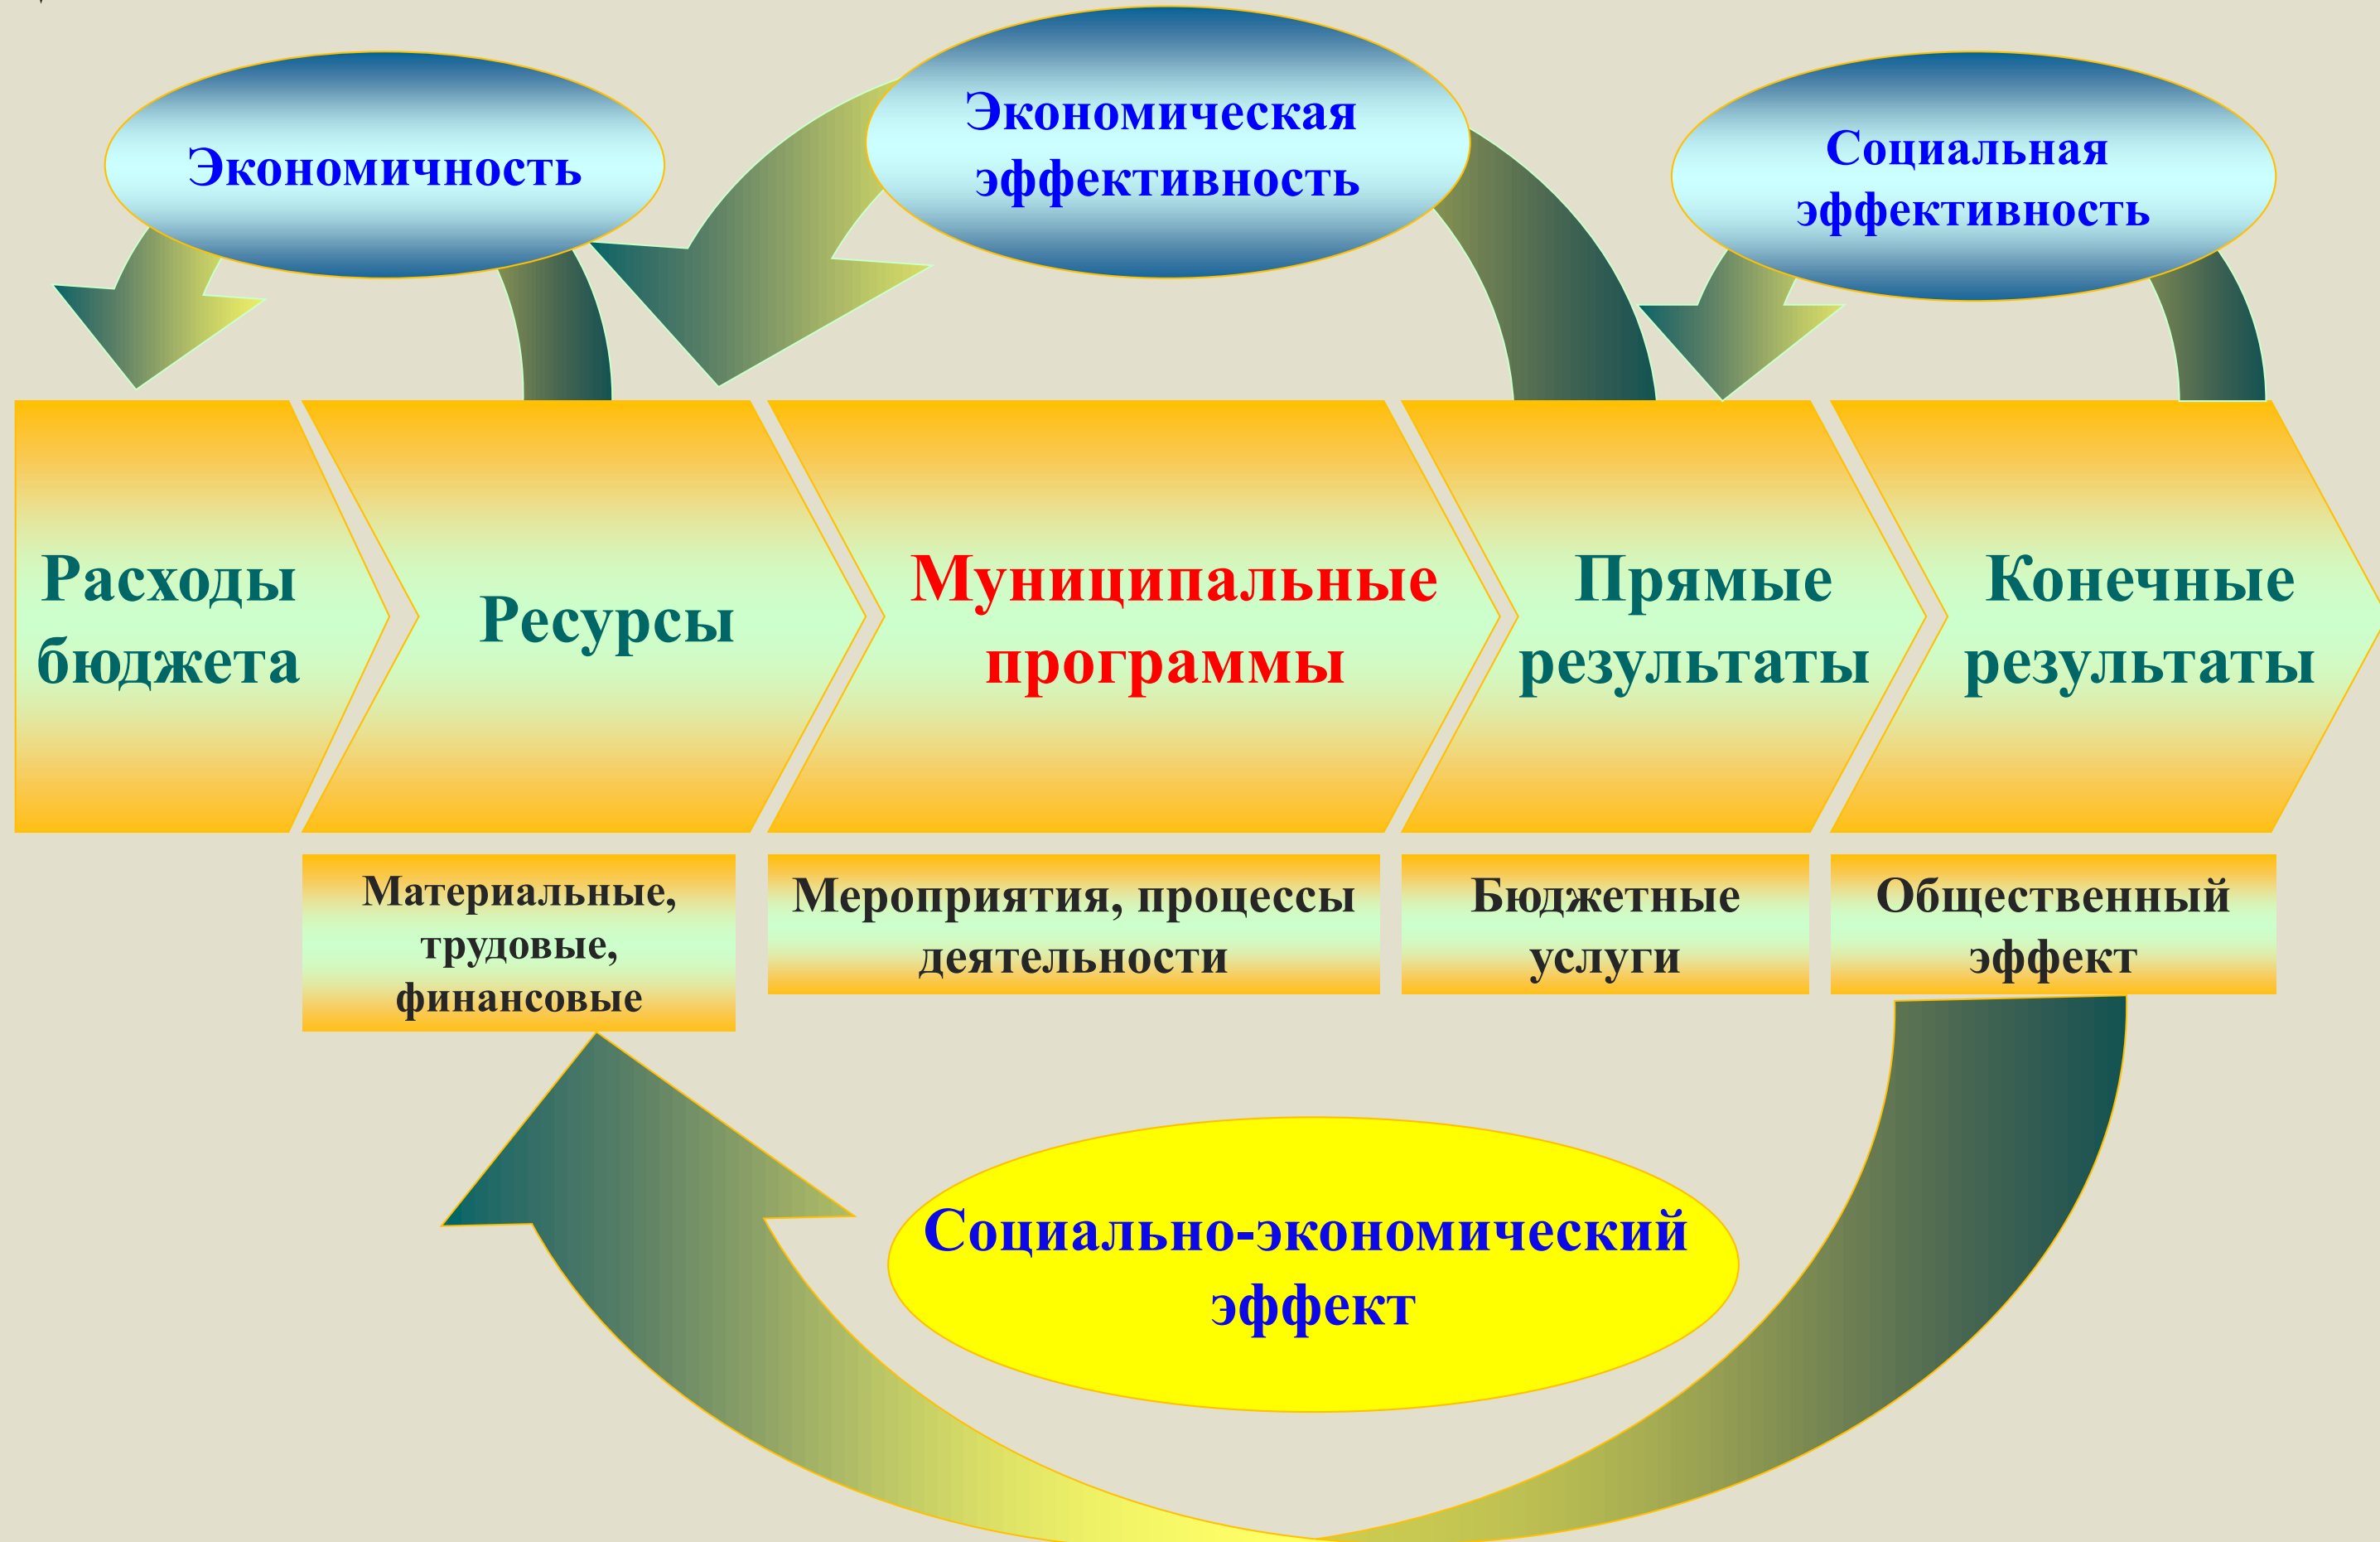 Экономичность
Экономическая
эффективность
Социальная
эффективность
Расходы
бюджета
Ресурсы
Муниципальные
программы
Прямые
результаты
Конечные
результаты
Материальные,
трудовые,
финансовые
Мероприятия, процессы
деятельности
Бюджетные
услуги
Общественный
эффект
Социально-экономический
эффект